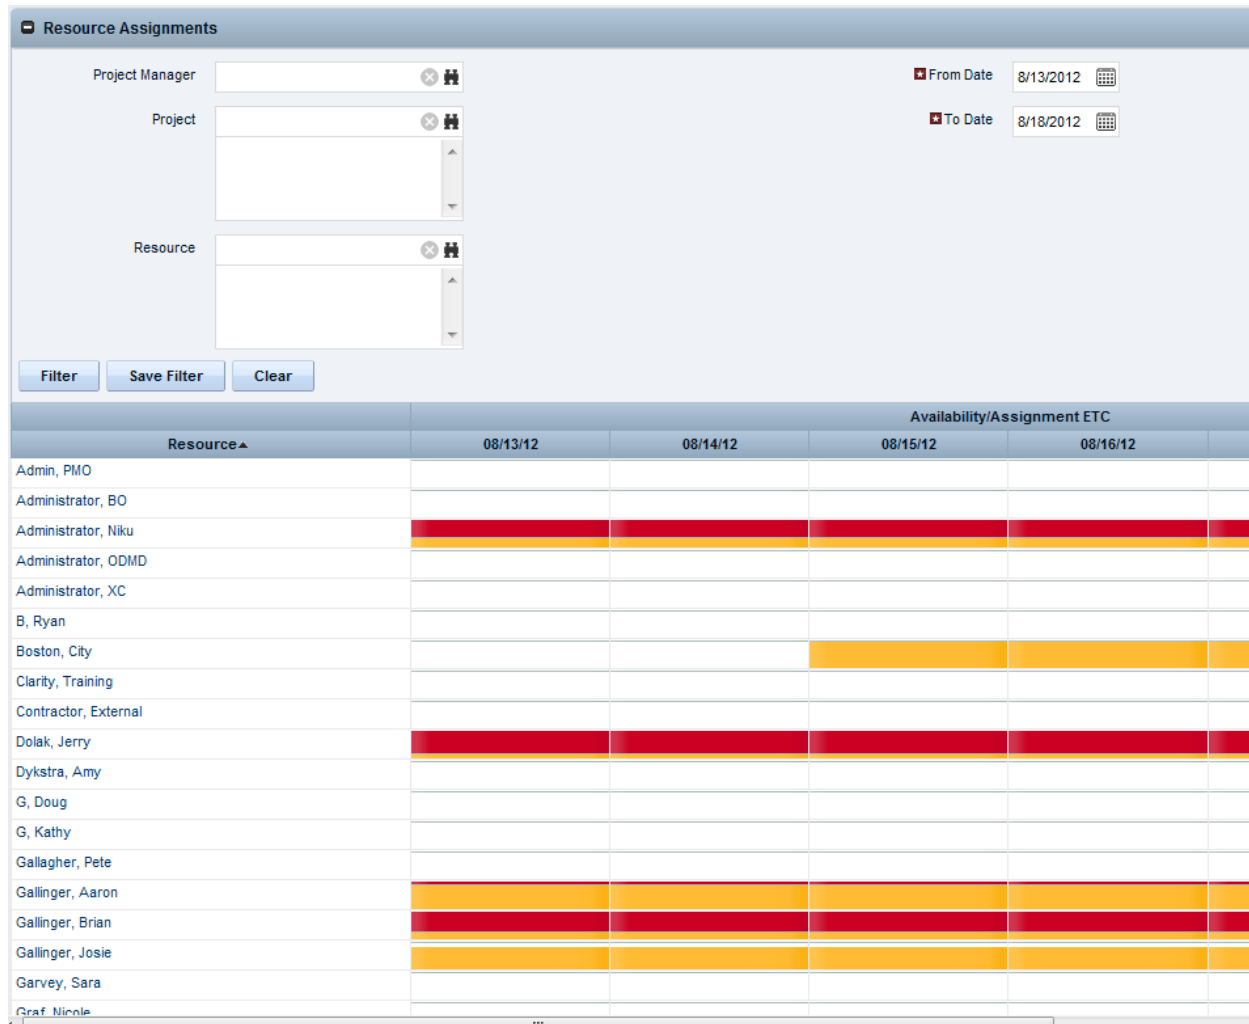 Resource Assignments
Project Manager
From Date 8/13/2012
Project
To Date 8/18/2012
Resource
Filter Save Filter Clear
Availability/Assignment ETC
Resource 08/13/12 08/14/12 08/15/12 08/16/12
Admin, PMO
Administrator, BO
Administrator, Niku
Administrator, ODMD
Administrator, XC
B, Ryan
Boston, City
Clarity, Training
Contractor, External
Dolak, Jerry
Dykstra, Amy
G, Doug
G, Kathy
Gallagher, Pete
Gallinger, Aaron
Gallinger, Brian
Gallinger, Josie
Garvey, Sara
Graf, Nicole